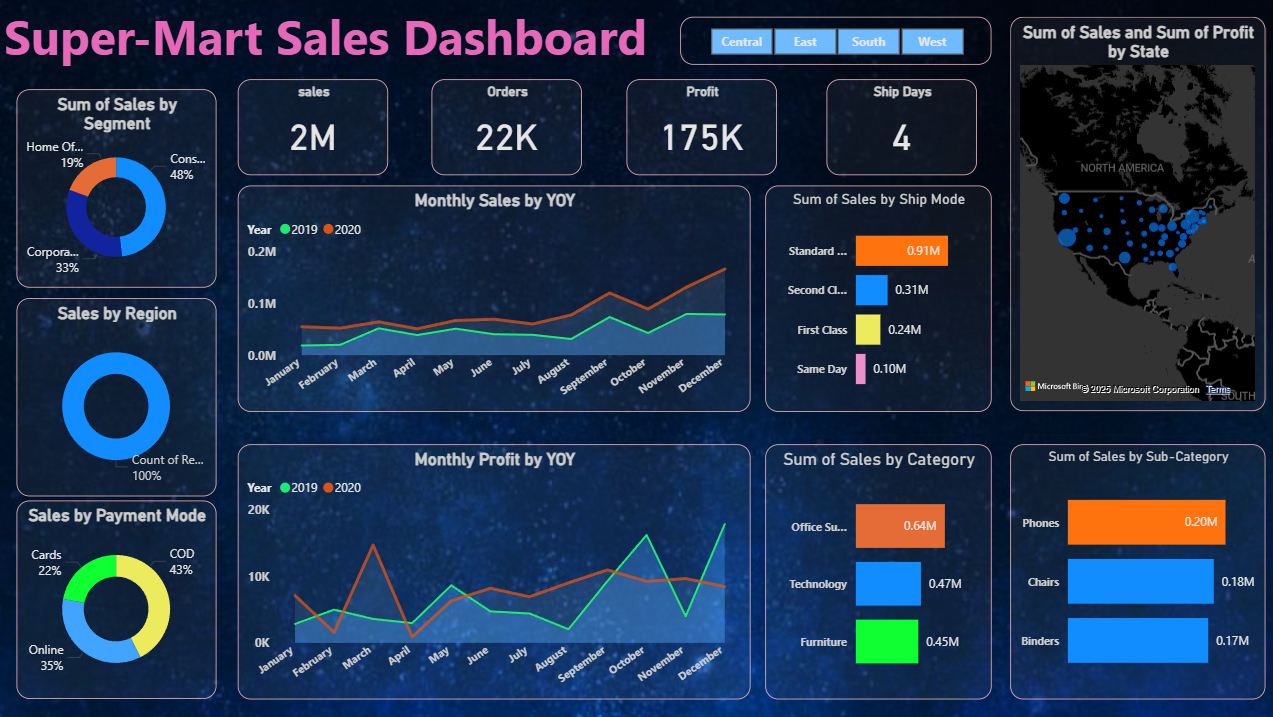 Super-Mart Sales Dashboard
Central
East
South
West
Sum of Sales and Sum of Profit
by State
NORTH AMERICA
A
Microsoft Bi
© 2025 Microsoft Corporation
Terms
SOUTH
sales
2M
Orders
22K
Profit
175K
Ship Days
4
Sum of Sales by
Segment
Home Of...
19%
Cons...
48%
Corpora...
33%
Monthly Sales by YOY
Year
2019
2020
0.2M
0.1M
0.0M
January
February
March
April
May
June
July
August
September
October
November
December
Sum of Sales by Ship Mode
Standard ...
0.91M
Second Cl...
0.31M
First Class
0.24M
Same Day
0.10M
Sales by Region
Count of Re...
100%
Monthly Profit by YOY
Year
2019
2020
20K
10K
0K
January
February
March
April
May
June
July
August
September
October
November
December
Sum of Sales by Category
Office Su...
0.64M
Technology
0.47M
Furniture
0.45M
Sum of Sales by Sub-Category
Phones
0.20M
Chairs
0.18M
Binders
0.17M
Sales by Payment Mode
Cards
22%
COD
43%
Online
35%